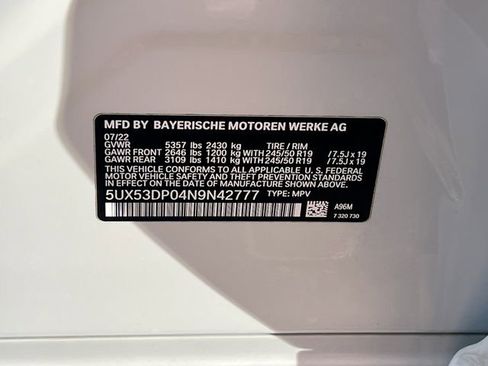 MFD BY BAYERISCHE MOTOREN WERKE AG
07/22
GVWR 5357 lbs 2430 kg TIRE / RIM
GAWR FRONT 2646 lbs 1200 kg WITH 245/50 R19 /7.5J x 19
GAWR REAR 3109 lbs 1410 kg WITH 245/50 R19 /7.5J x 19
THIS VEHICLE CONFORMS TO ALL APPLICABLE U.S. FEDERAL
MOTOR VEHICLE SAFETY AND THEFT PREVENTION STANDARDS
IN EFFECT ON THE DATE OF MANUFACTURE SHOWN ABOVE.
5UX53DP04N9N42777 TYPE: MPV
A96M
7 320 730